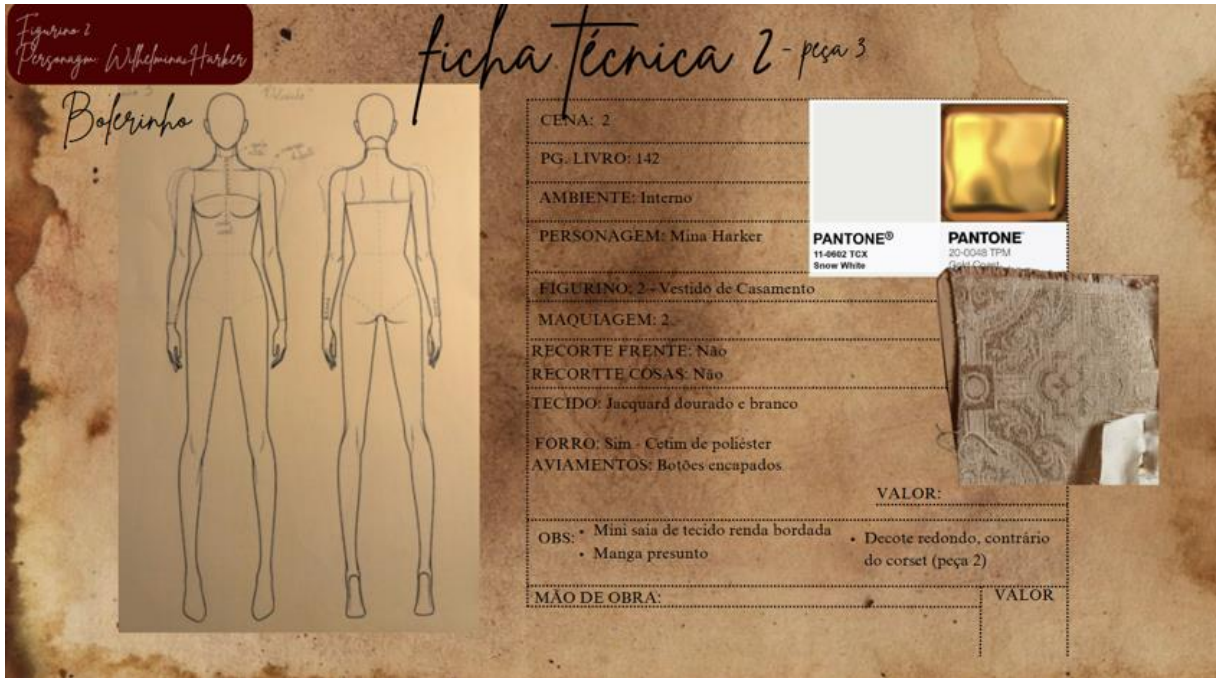 Figurino 2
Personagem: Wilhelmina Harker
ficha técnica 2 - peça 3
Bolerinho
CENA: 2
PG. LIVRO: 142
AMBIENTE: Interno
PERSONAGEM: Mina Harker
FIGURINO: 2 - Vestido de Casamento
MAQUIAGEM: 2
RECORTE FRENTE: Não
RECORTTE COSAS: Não
TECIDO: Jacquard dourado e branco
FORRO: Sim - Cetim de poliéster
AVIAMENTOS: Botões encapados
VALOR:
OBS: • Mini saia de tecido renda bordada
• Manga presunto
• Decote redondo, contrário
do corset (peça 2)
MÃO DE OBRA:
VALOR
PANTONE®
11-0602 TCX
Snow White
PANTONE
20-0048 TPM
Gold Coast